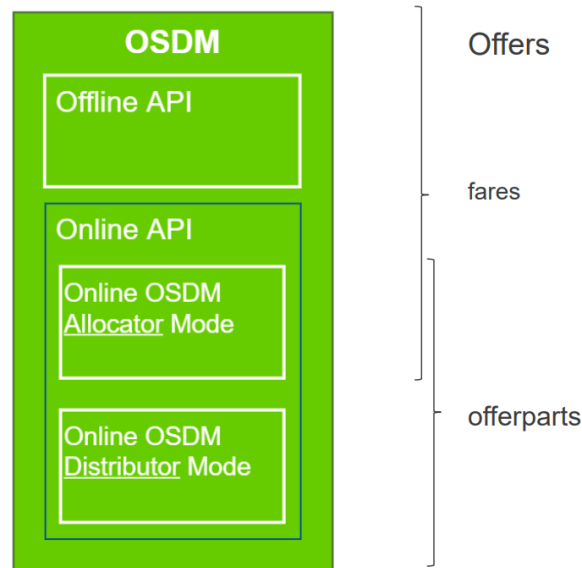 OSDM
Offline API
Online API
Online OSDM
Allocator Mode
Online OSDM
Distributor Mode
Offers
fares
offerparts